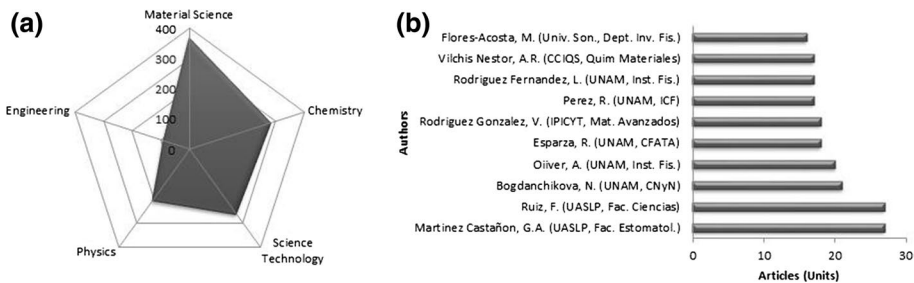 (a)
Material Science
400
300
200
100
0
Engineering
Chemistry
Physics
Science
Technology
(b)
Authors
Flores-Acosta, M. (Univ. Son., Dept. Inv. Fis.)
Vilchis Nestor, A.R. (CCIQS, Quim Materiales)
Rodriguez Fernandez, L. (UNAM, Inst. Fis.)
Perez, R. (UNAM, ICF)
Rodriguez Gonzalez, V. (IPICYT, Mat. Avanzados)
Esparza, R. (UNAM, CFATA)
Oiiver, A. (UNAM, Inst. Fis.)
Bogdanchikova, N. (UNAM, CNyN)
Ruiz, F. (UASLP, Fac. Ciencias)
Martinez Castañon, G.A. (UASLP, Fac. Estomatol.)
0 10 20 30
Articles (Units)